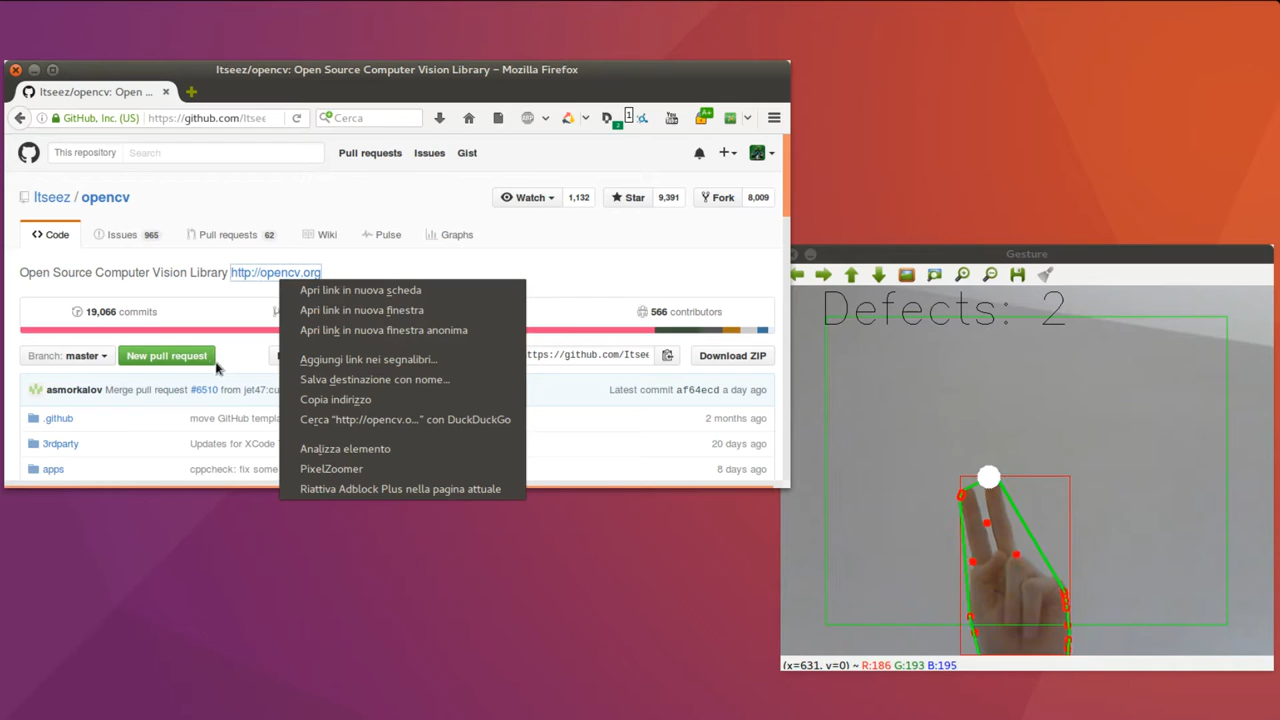 Itseez/opencv: Open Source Computer Vision Library – Mozilla Firefox
Itseez/opencv: Open ...
GitHub, Inc. (US) https://github.com/Itsee
Cerca
2
1
You
A+
This repository Search
Pull requests Issues Gist
Itseez / opencv
Watch 1,132 Star 9,391 Fork 8,009
Code Issues 965 Pull requests 62 Wiki Pulse Graphs
Open Source Computer Vision Library http://opencv.org
19,066 commits 566 contributors
Branch: master New pull request ttps://github.com/Itsee Download ZIP
asmorkalov Merge pull request #6510 from jet47:cu Latest commit af64ecd a day ago
.github move GitHub templa 2 months ago
3rdparty Updates for XCode 20 days ago
apps cppcheck: fix some 8 days ago
Apri link in nuova scheda
Apri link in nuova finestra
Apri link in nuova finestra anonima
Aggiungi link nei segnalibri...
Salva destinazione con nome...
Copia indirizzo
Cerca "http://opencv.o..." con DuckDuckGo
Analizza elemento
PixelZoomer
Riattiva Adblock Plus nella pagina attuale
Gesture
Defects: 2
(x=631, y=0) ~ R:186 G:193 B:195